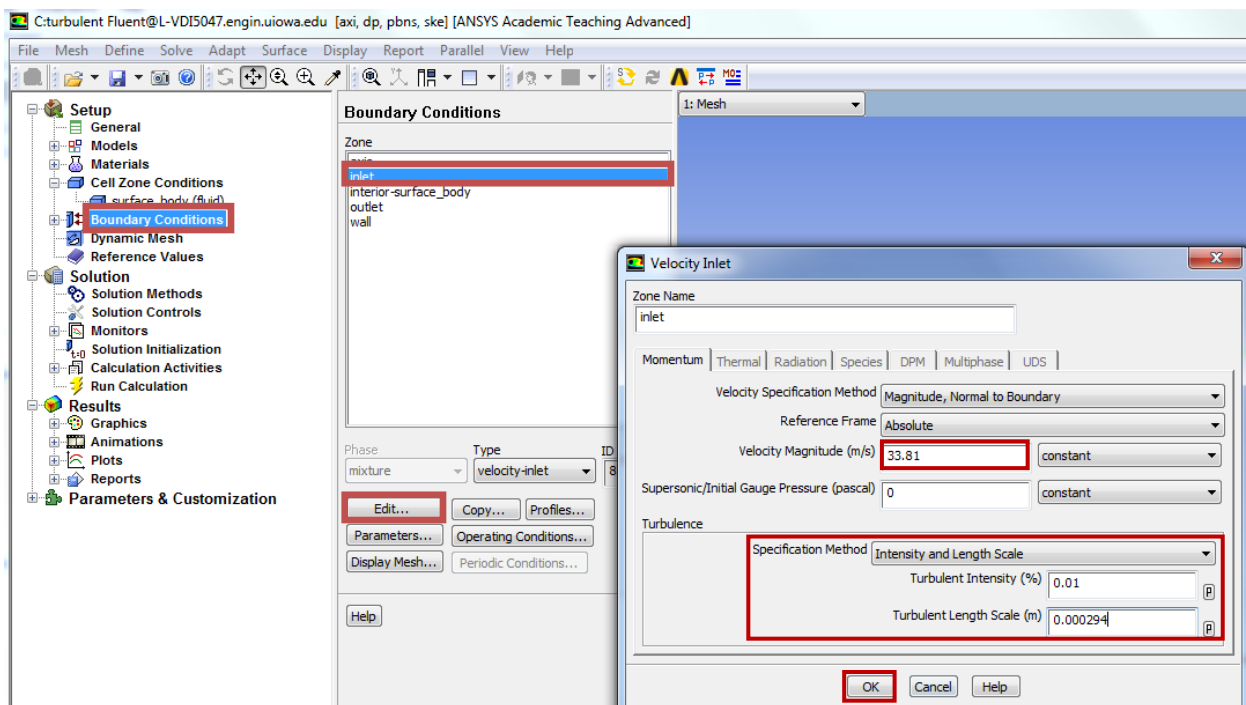 C:turbulent Fluent@L-VDI5047.engin.uiowa.edu [axi, dp, pbns, ske] [ANSYS Academic Teaching Advanced]
File Mesh Define Solve Adapt Surface Display Report Parallel View Help
Setup
General
Models
Materials
Cell Zone Conditions
surface_body (fluid)
Boundary Conditions
Dynamic Mesh
Reference Values
Solution
Solution Methods
Solution Controls
Monitors
t=0 Solution Initialization
Calculation Activities
Run Calculation
Results
Graphics
Animations
Plots
Reports
Parameters & Customization
Boundary Conditions
Zone
axis
inlet
interior-surface_body
outlet
wall
Phase Type ID
mixture velocity-inlet 8
Edit... Copy... Profiles...
Parameters... Operating Conditions...
Display Mesh... Periodic Conditions...
Help
1: Mesh
Velocity Inlet
Zone Name
inlet
Momentum Thermal Radiation Species DPM Multiphase UDS
Velocity Specification Method Magnitude, Normal to Boundary
Reference Frame Absolute
Velocity Magnitude (m/s) 33.81 constant
Supersonic/Initial Gauge Pressure (pascal) 0 constant
Turbulence
Specification Method Intensity and Length Scale
Turbulent Intensity (%) 0.01 P
Turbulent Length Scale (m) 0.000294 P
OK Cancel Help